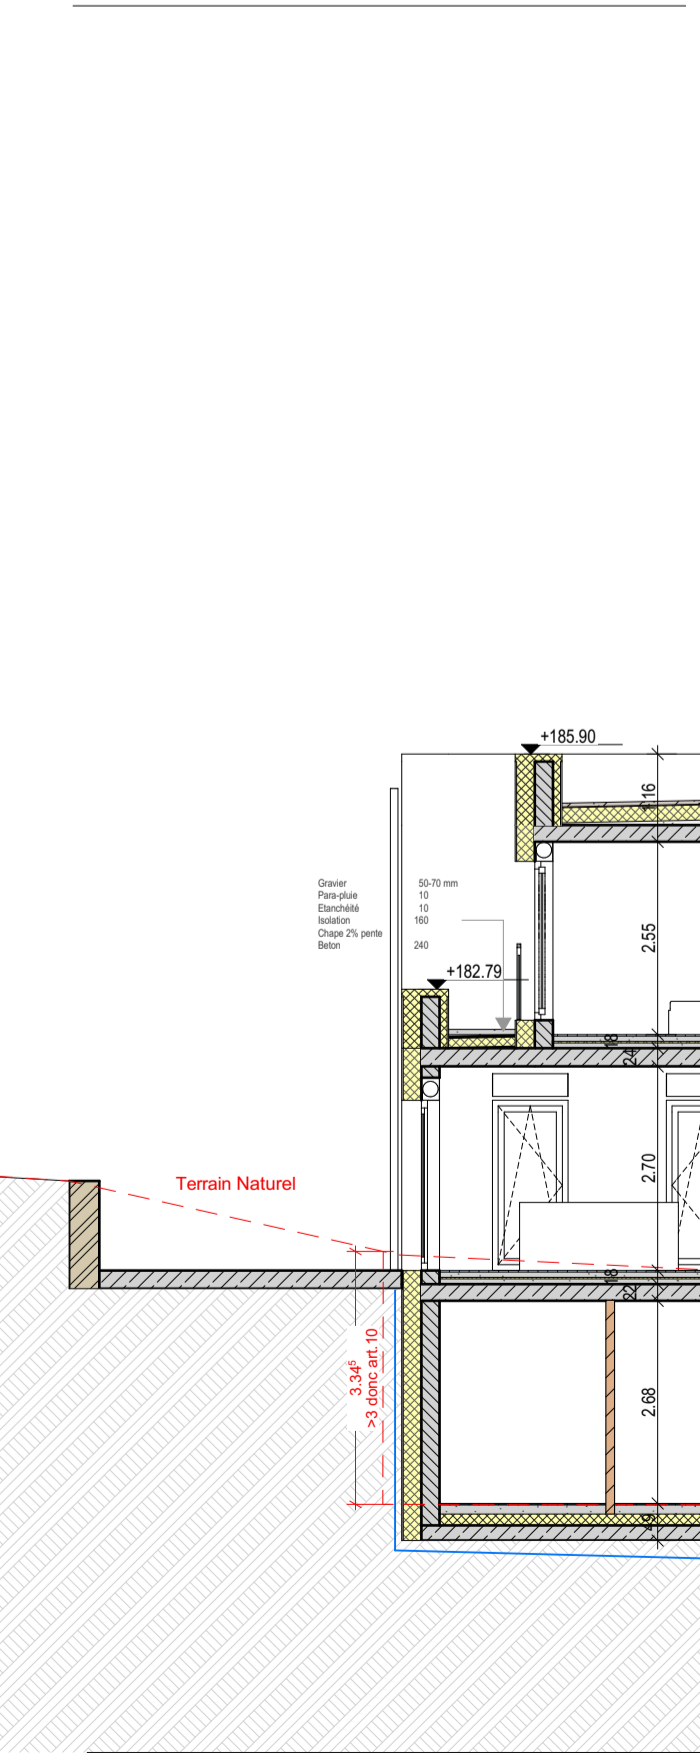 +185.90
1.16
Gravier 50-70 mm
Para-pluie 10
Etanchéité 10
Isolation 160
Chape 2% pente
Beton 240
2.55
+182.79
18
24
2.70
Terrain Naturel
18
22
3.34⁵
>3 donc art.10
2.68
49